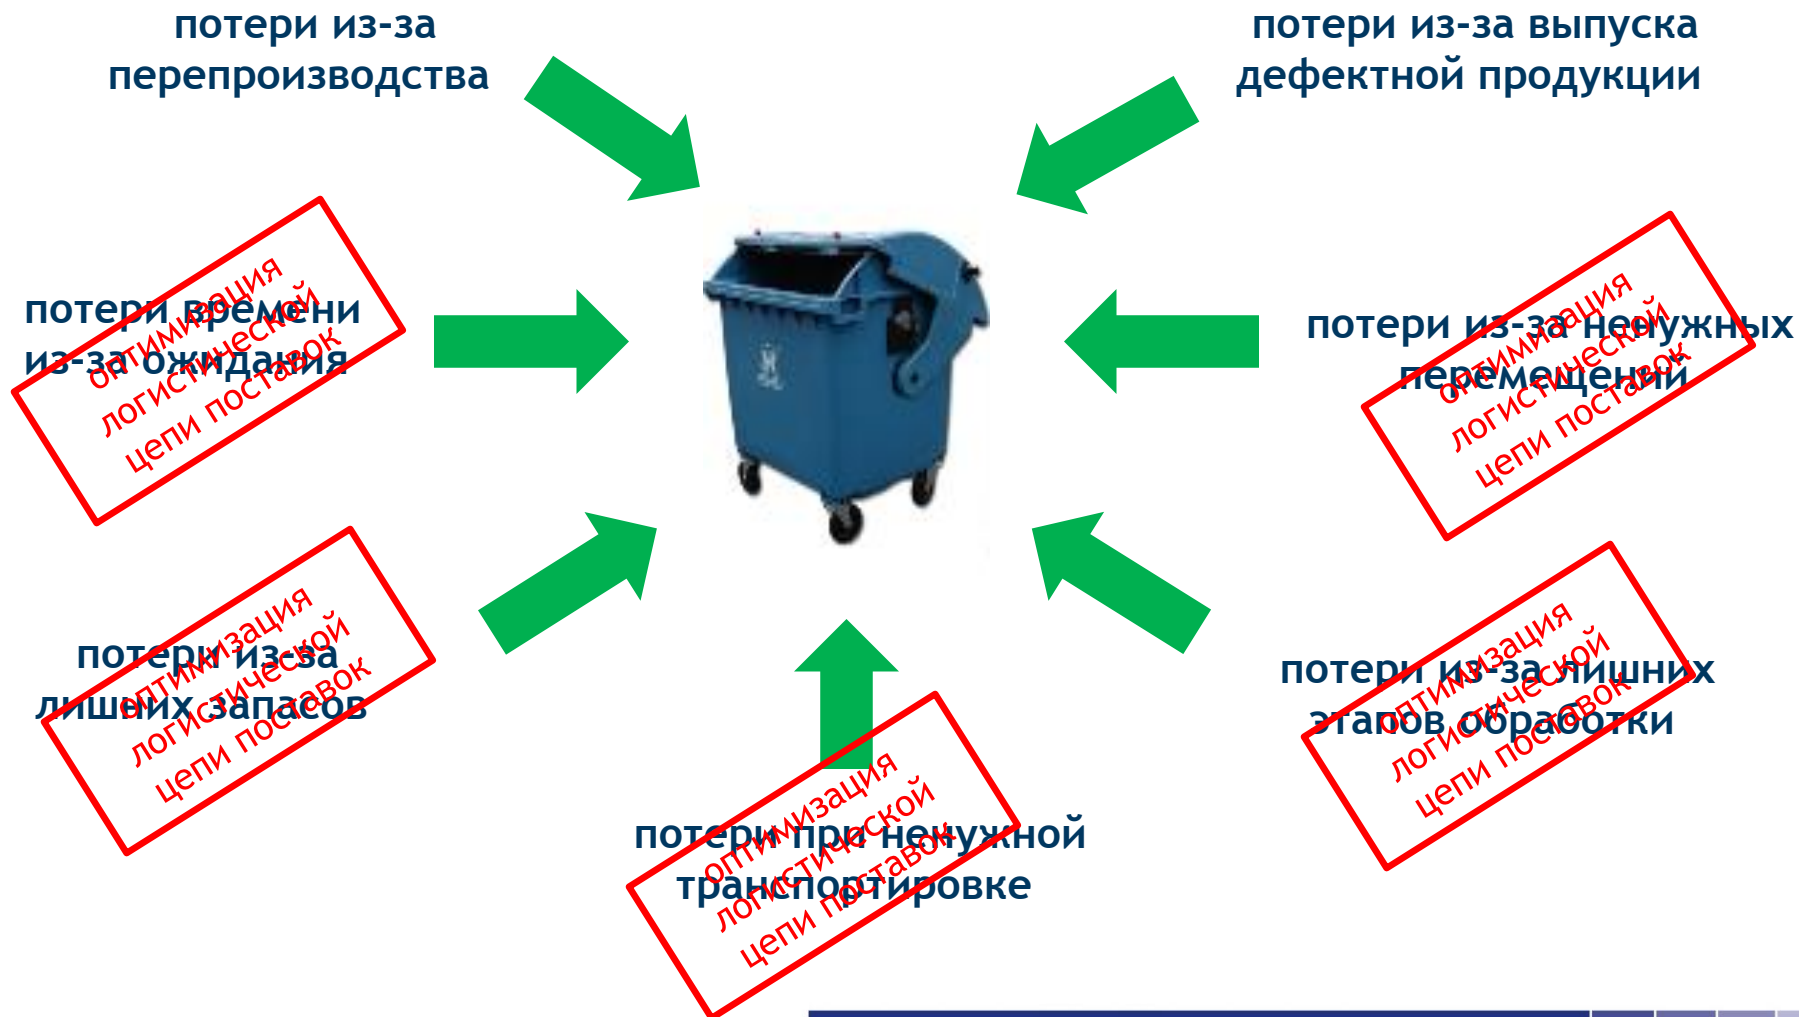 потери из-за
перепроизводства
потери из-за выпуска
дефектной продукции
потери времени
из-за ожидания
оптимизация
логистической
цепи поставок
потери из-за ненужных
перемещений
оптимизация
логистической
цепи поставок
потери из-за
лишних запасов
оптимизация
логистической
цепи поставок
потери из-за лишних
этапов обработки
оптимизация
логистической
цепи поставок
потери при ненужной
транспортировке
оптимизация
логистической
цепи поставок